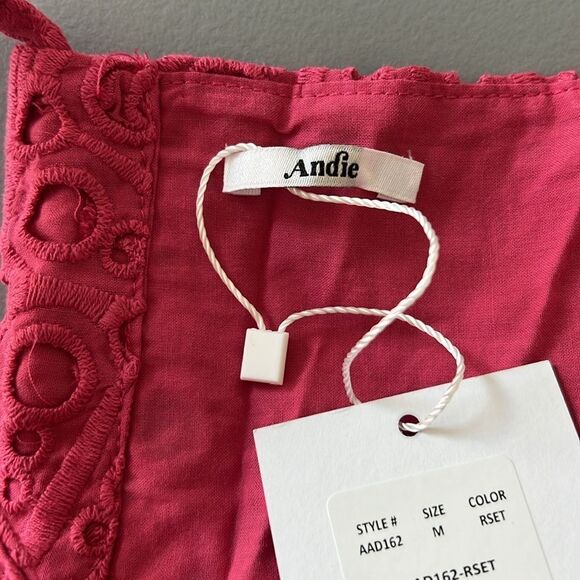 Andie
STYLE # SIZE COLOR
AAD162 M RSET
AD162-RSET